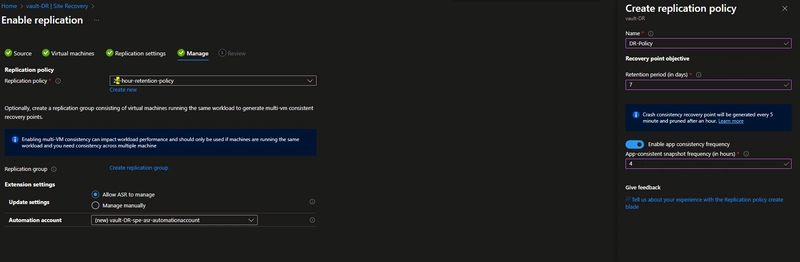 Home > vault-DR | Site Recovery >
Enable replication ...
Source
Virtual machines
Replication settings
Manage
5 Review
Replication policy
Replication policy *
24-hour-retention-policy
Create new
Optionally, create a replication group consisting of virtual machines running the same workload to generate multi-vm consistent
recovery points.
Enabling multi-VM consistency can impact workload performance and should only be used if machines are running the same
workload and you need consistency across multiple machine
Replication group
Create replication group
Extension settings
Update settings
Allow ASR to manage
Manage manually
Automation account
(new) vault-DR-spe-asr-automationaccount
Create replication policy
vault-DR
Name *
DR-Policy
Recovery point objective
Retention period (in days) *
7
Crash consistency recovery point will be generated every 5
minute and pruned after an hour. Learn more
Enable app consistency frequency
App-consistent snapshot frequency (in hours) *
4
Give feedback
Tell us about your experience with the Replication policy create
blade